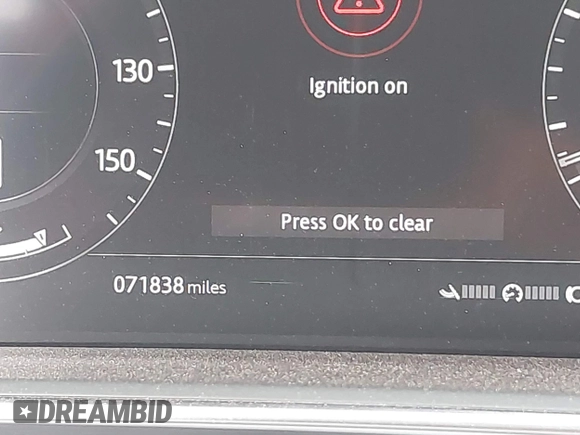 130
Ignition on
150
Press OK to clear
071838 miles
DREAMBID